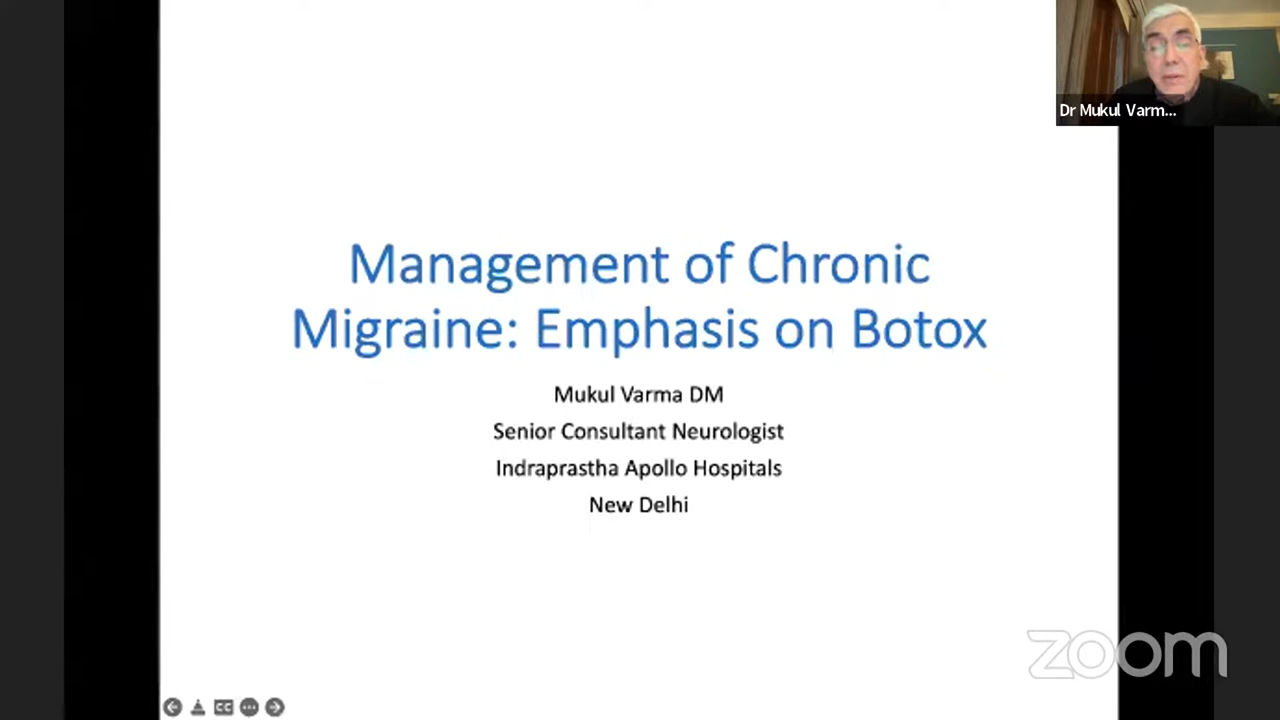 Dr Mukul Varm...
Management of Chronic
Migraine: Emphasis on Botox
Mukul Varma DM
Senior Consultant Neurologist
Indraprastha Apollo Hospitals
New Delhi
CC
zoom